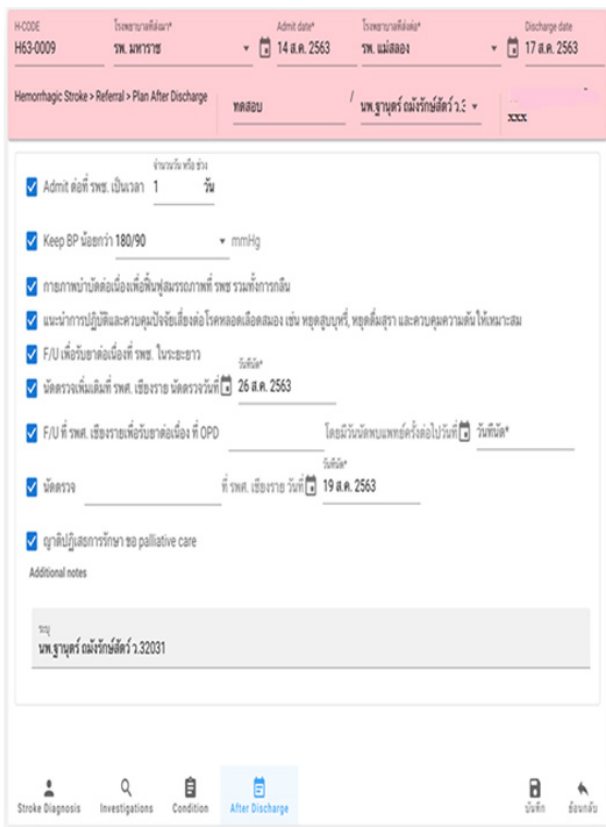 H-CODE โรงพยาบาลที่ส่งมา* Admit date* โรงพยาบาลที่ส่งต่อ* Discharge date
H63-0009 รพ. มหาราช 14 ส.ค. 2563 รพ. แม่สลอง 17 ส.ค. 2563
Hemorrhagic Stroke > Referral > Plan After Discharge ทดสอบ / นพ.ฐานุตร์ ถมังรักษ์สัตว์ ว.3 xxx
จำนวนวัน หรือ ช่วง
Admit ต่อที่ รพช. เป็นเวลา 1 วัน
Keep BP น้อยกว่า 180/90 mmHg
กายภาพบำบัดต่อเนื่องเพื่อฟื้นฟูสมรรถภาพที่ รพช รวมทั้งการกลืน
แนะนำการปฏิบัติและควบคุมปัจจัยเสี่ยงต่อโรคหลอดเลือดสมอง เช่น หยุดสูบบุหรี่, หยุดดื่มสุรา และควบคุมความดัน ให้เหมาะสม
F/U เพื่อรับยาต่อเนื่องที่ รพช. ในระยะยาว
วันที่นัด*
นัดตรวจเพิ่มเติมที่ รพศ. เชียงราย นัดตรวจวันที่ 26 ส.ค. 2563
F/U ที่ รพศ. เชียงรายเพื่อรับยาต่อเนื่อง ที่ OPD โดยมีวันนัดพบแพทย์ครั้งต่อไปวันที่ วันที่นัด*
วันที่นัด*
นัดตรวจ ที่ รพศ. เชียงราย วันที่ 19 ส.ค. 2563
ญาติปฏิเสธการรักษา ขอ palliative care
Additional notes
ระบุ
นพ.ฐานุตร์ ถมังรักษ์สัตว์ ว.32031
Stroke Diagnosis Investigations Condition After Discharge บันทึก ย้อนกลับ